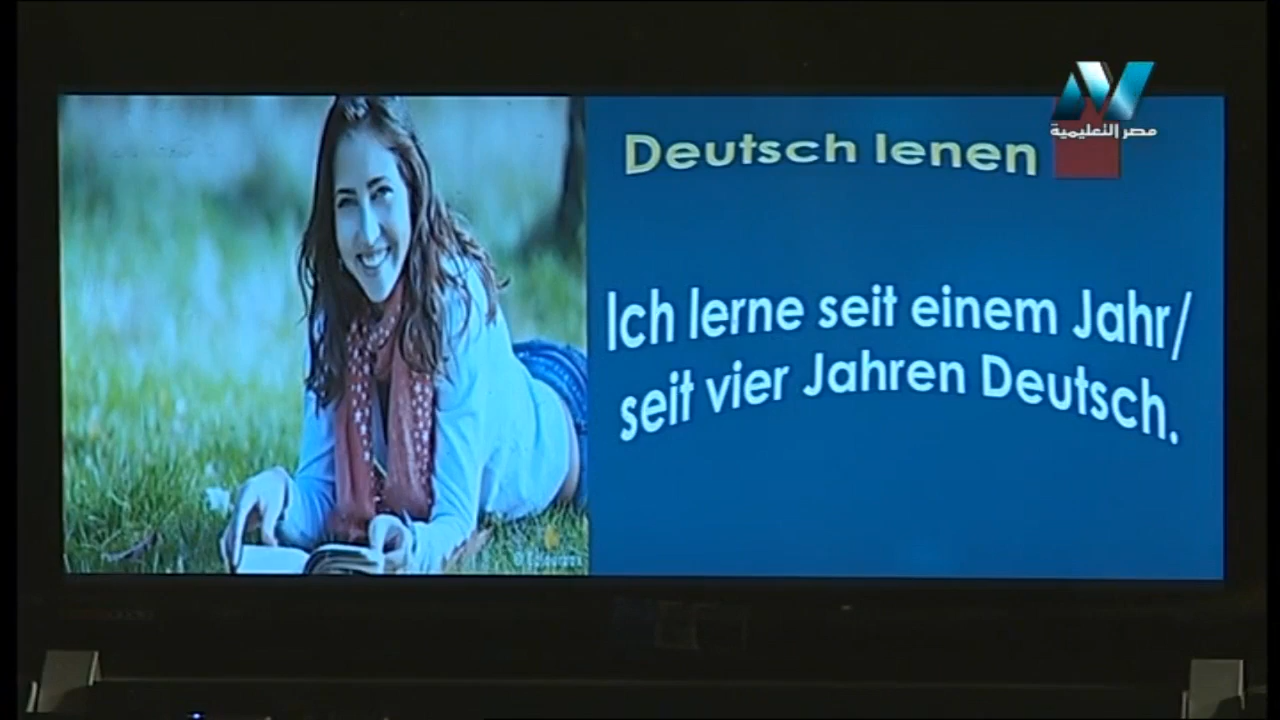 Deutsch lenen
مصر التعليمية
Ich lerne seit einem Jahr/
seit vier Jahren Deutsch.